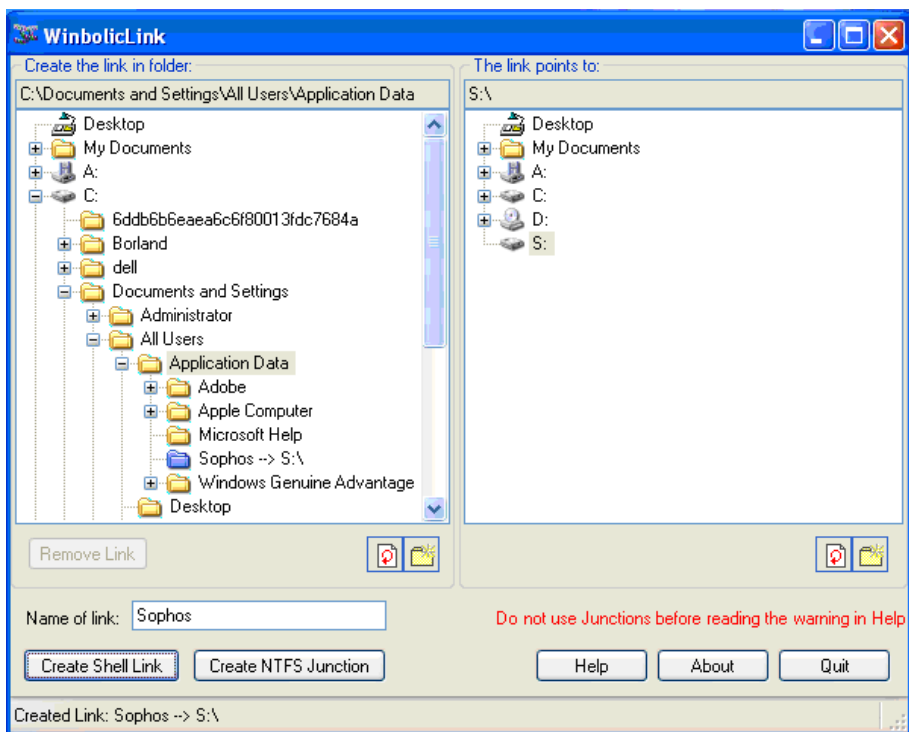 WinbolicLink
Create the link in folder:
C:\Documents and Settings\All Users\Application Data
Desktop
My Documents
A:
C:
6ddb6b6eaea6c6f80013fdc7684a
Borland
dell
Documents and Settings
Administrator
All Users
Application Data
Adobe
Apple Computer
Microsoft Help
Sophos --> S:\
Windows Genuine Advantage
Desktop
Remove Link
The link points to:
S:\
Desktop
My Documents
A:
C:
D:
S:
Name of link: Sophos
Do not use Junctions before reading the warning in Help
Create Shell Link Create NTFS Junction Help About Quit
Created Link: Sophos --> S:\